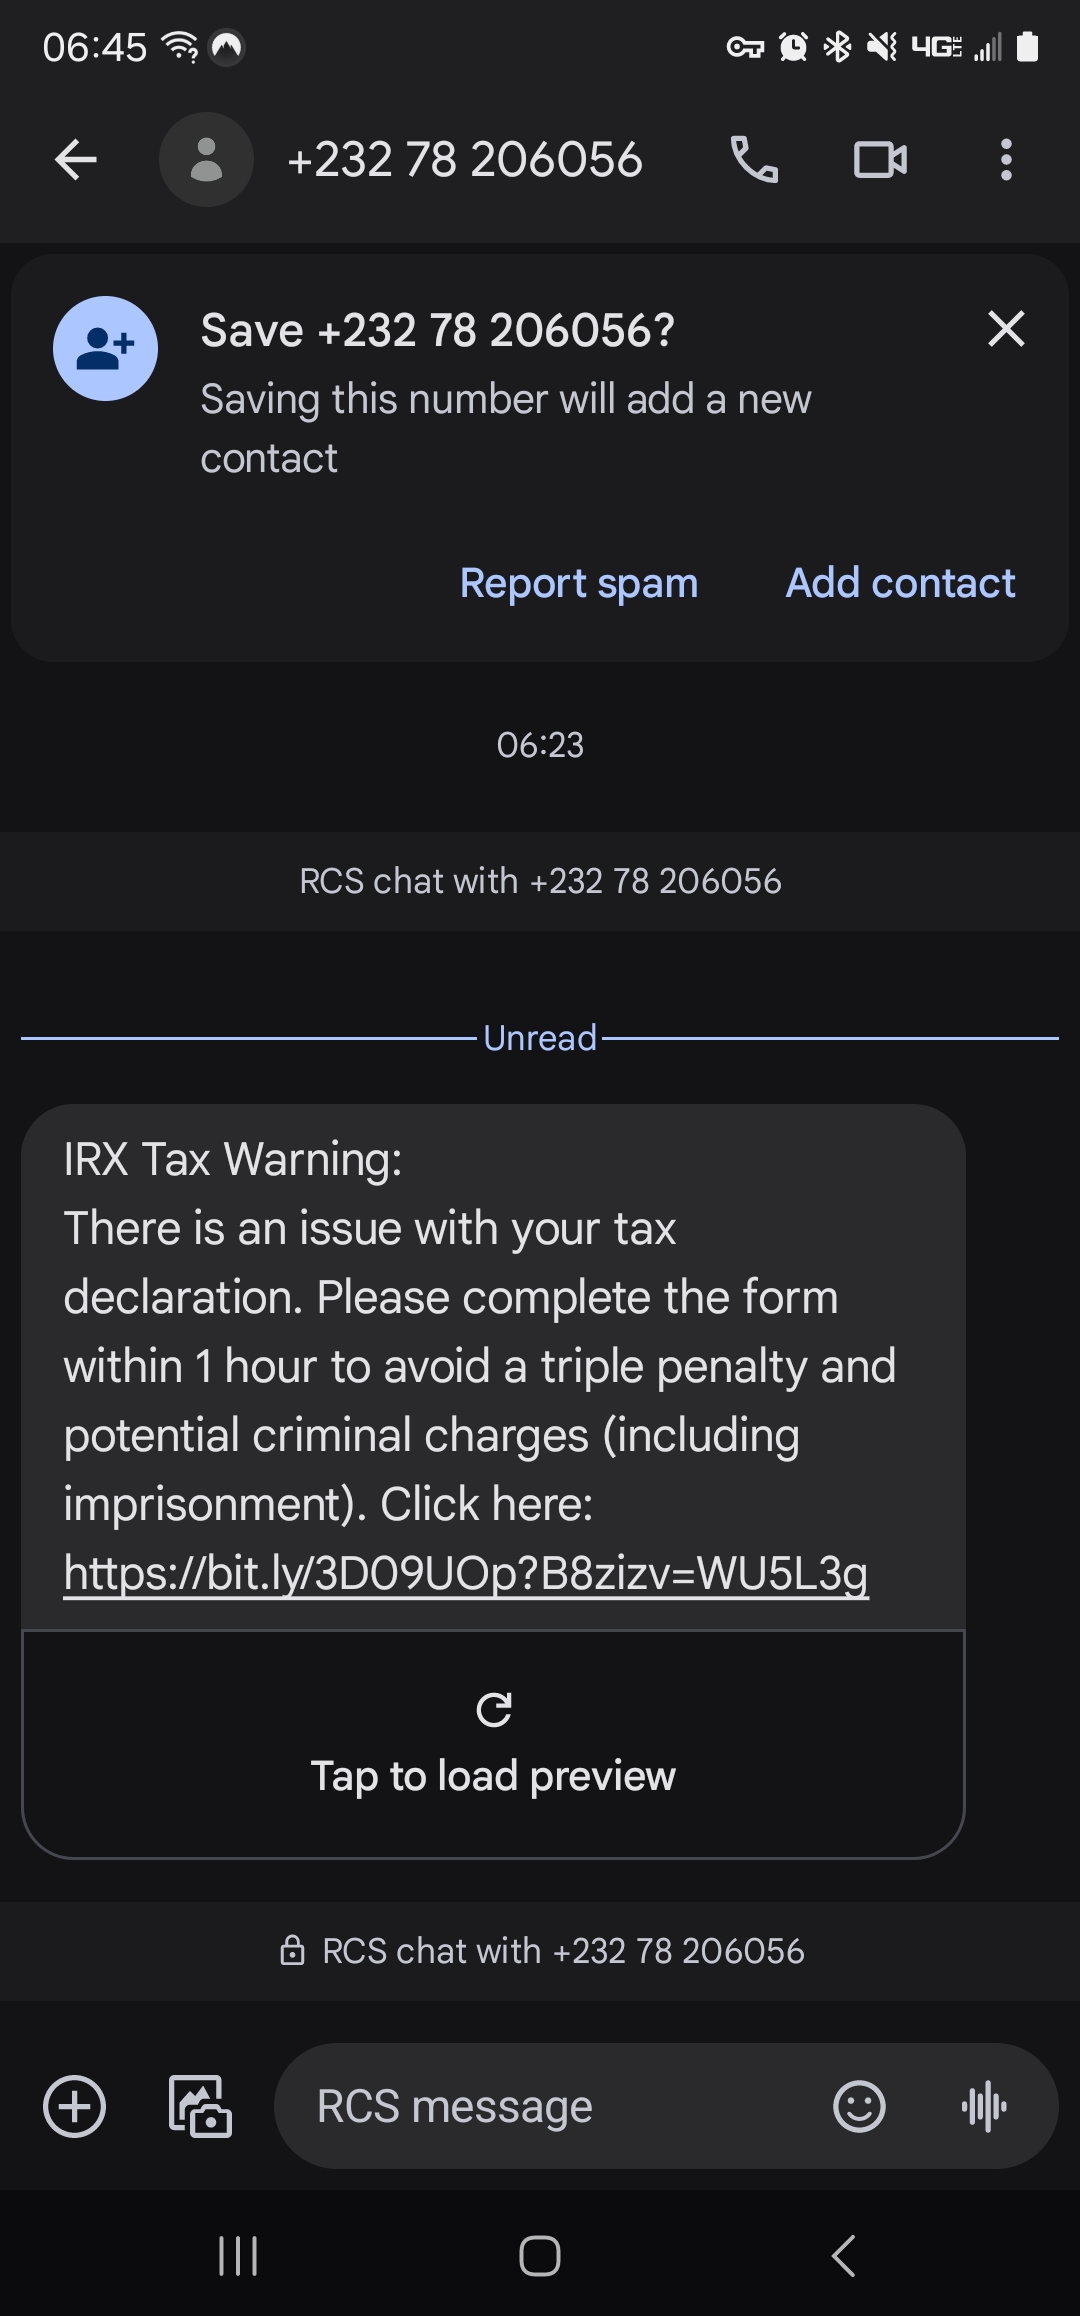 06:45
4G LTE
+232 78 206056
Save +232 78 206056?
Saving this number will add a new
contact
Report spam
Add contact
06:23
RCS chat with +232 78 206056
Unread
IRX Tax Warning:
There is an issue with your tax
declaration. Please complete the form
within 1 hour to avoid a triple penalty and
potential criminal charges (including
imprisonment). Click here:
https://bit.ly/3D09UOp?B8zizv=WU5L3g
Tap to load preview
RCS chat with +232 78 206056
RCS message